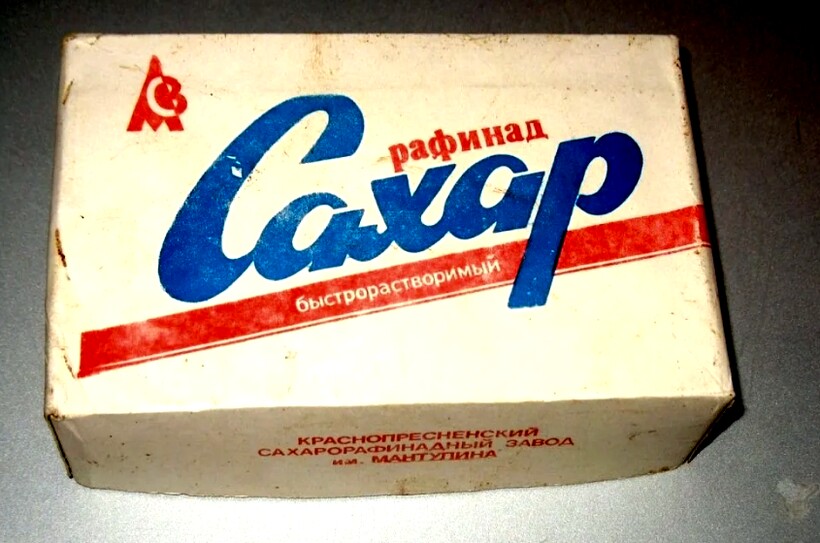 рафинад
Сахар
быстрорастворимый
КРАСНОПРЕСНЕНСКИЙ
САХАРОРАФИНАДНЫЙ ЗАВОД
им. МАНТУЛИНА